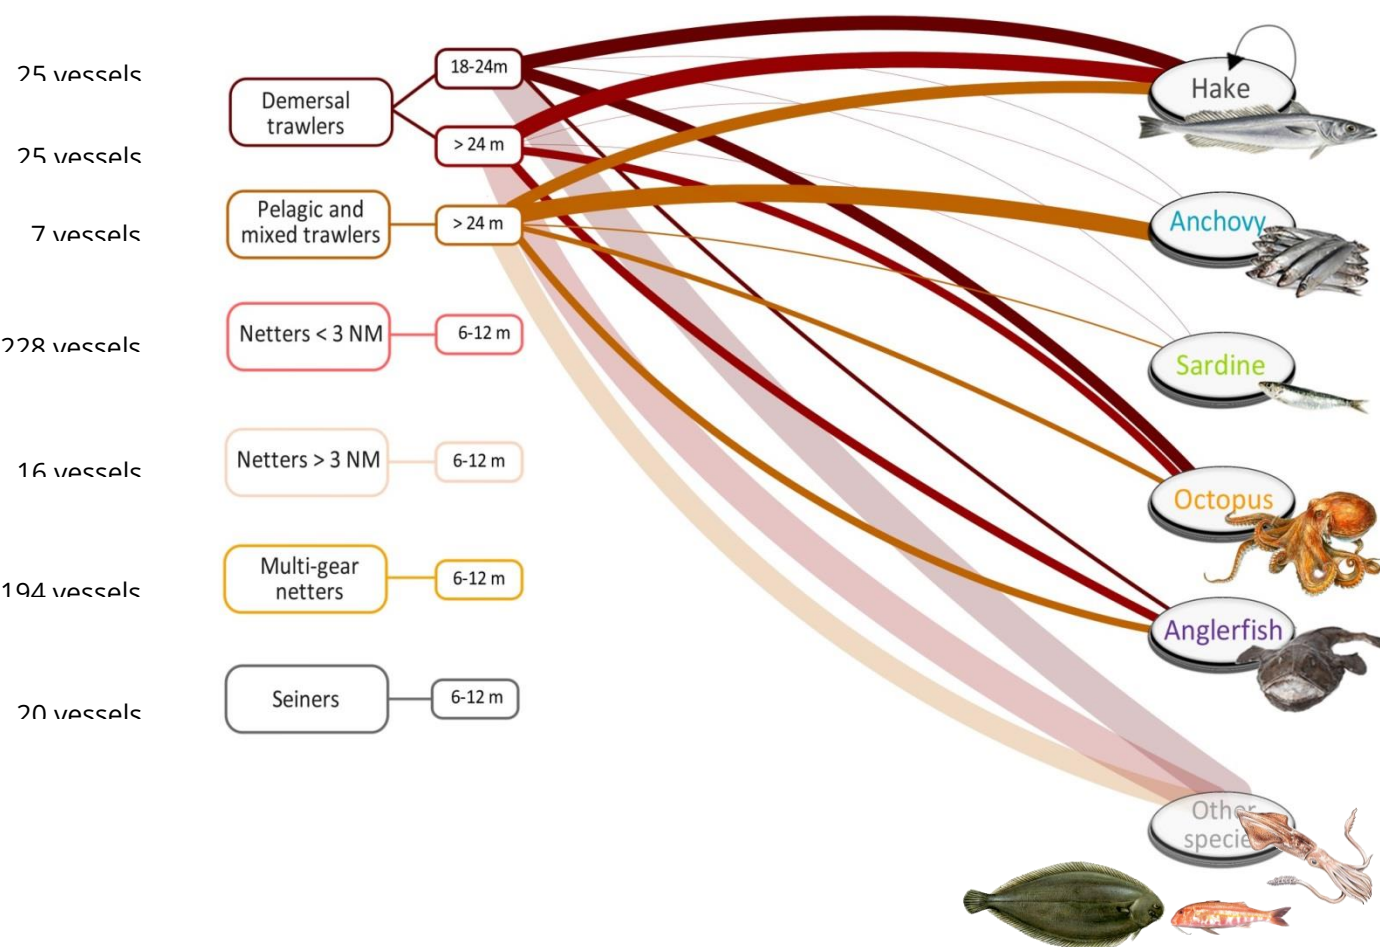 25 vessels
18-24m
Demersal
trawlers
25 vessels
> 24 m
7 vessels
Pelagic and
mixed trawlers
> 24 m
228 vessels
Netters < 3 NM
6-12 m
16 vessels
Netters > 3 NM
6-12 m
194 vessels
Multi-gear
netters
6-12 m
20 vessels
Seiners
6-12 m
Hake
Anchovy
Sardine
Octopus
Anglerfish
Other
species